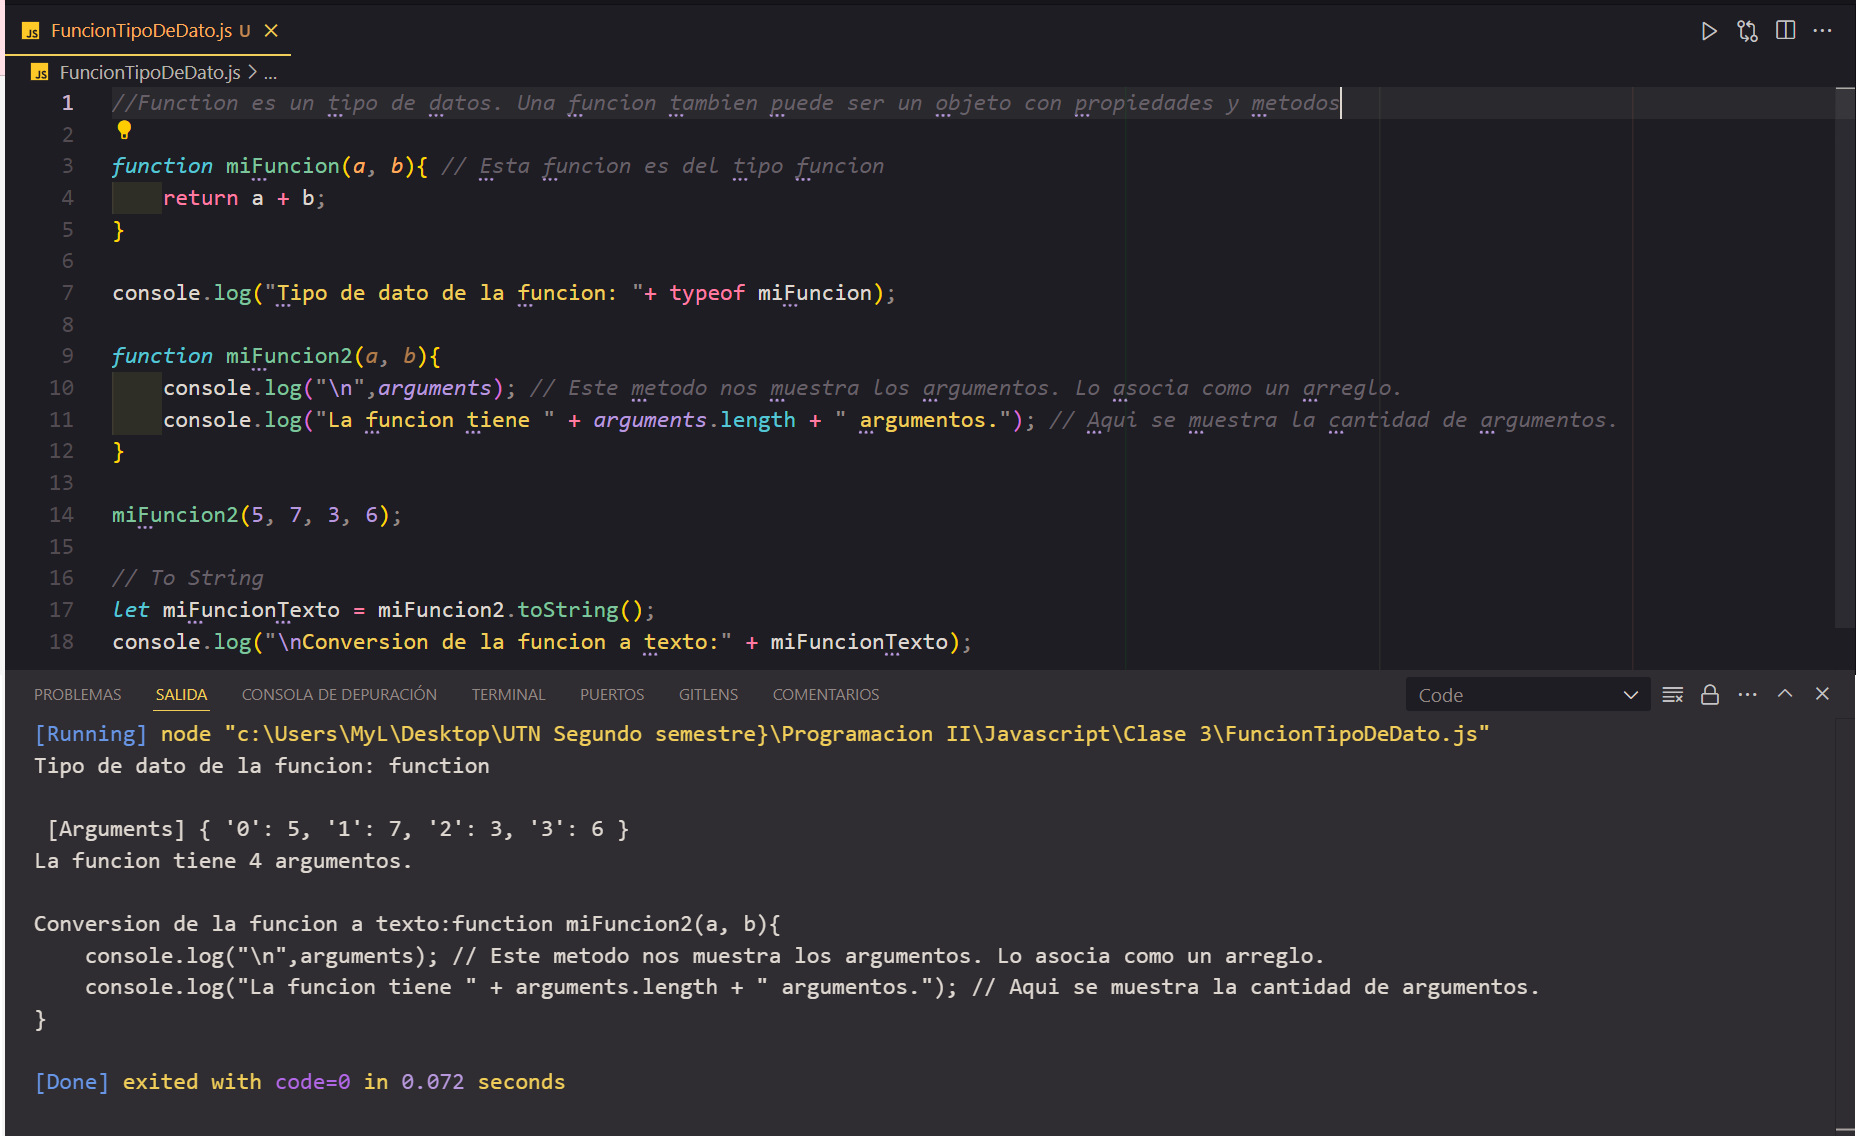 JS FuncionTipoDeDato.js U
JS FuncionTipoDeDato.js > ...
1 //Function es un tipo de datos. Una funcion tambien puede ser un objeto con propiedades y metodos
2
3 function miFuncion(a, b){ // Esta funcion es del tipo funcion
4     return a + b;
5 }
6
7 console.log("Tipo de dato de la funcion: "+ typeof miFuncion);
8
9 function miFuncion2(a, b){
10     console.log("\n",arguments); // Este metodo nos muestra los argumentos. Lo asocia como un arreglo.
11     console.log("La funcion tiene " + arguments.length + " argumentos."); // Aqui se muestra la cantidad de argumentos.
12 }
13
14 miFuncion2(5, 7, 3, 6);
15
16 // To String
17 let miFuncionTexto = miFuncion2.toString();
18 console.log("\nConversion de la funcion a texto:" + miFuncionTexto);
PROBLEMAS SALIDA CONSOLA DE DEPURACIÓN TERMINAL PUERTOS GITLENS COMENTARIOS Code
[Running] node "c:\Users\MyL\Desktop\UTN Segundo semestre}\Programacion II\Javascript\Clase 3\FuncionTipoDeDato.js"
Tipo de dato de la funcion: function
[Arguments] { '0': 5, '1': 7, '2': 3, '3': 6 }
La funcion tiene 4 argumentos.
Conversion de la funcion a texto:function miFuncion2(a, b){
    console.log("\n",arguments); // Este metodo nos muestra los argumentos. Lo asocia como un arreglo.
    console.log("La funcion tiene " + arguments.length + " argumentos."); // Aqui se muestra la cantidad de argumentos.
}
[Done] exited with code=0 in 0.072 seconds